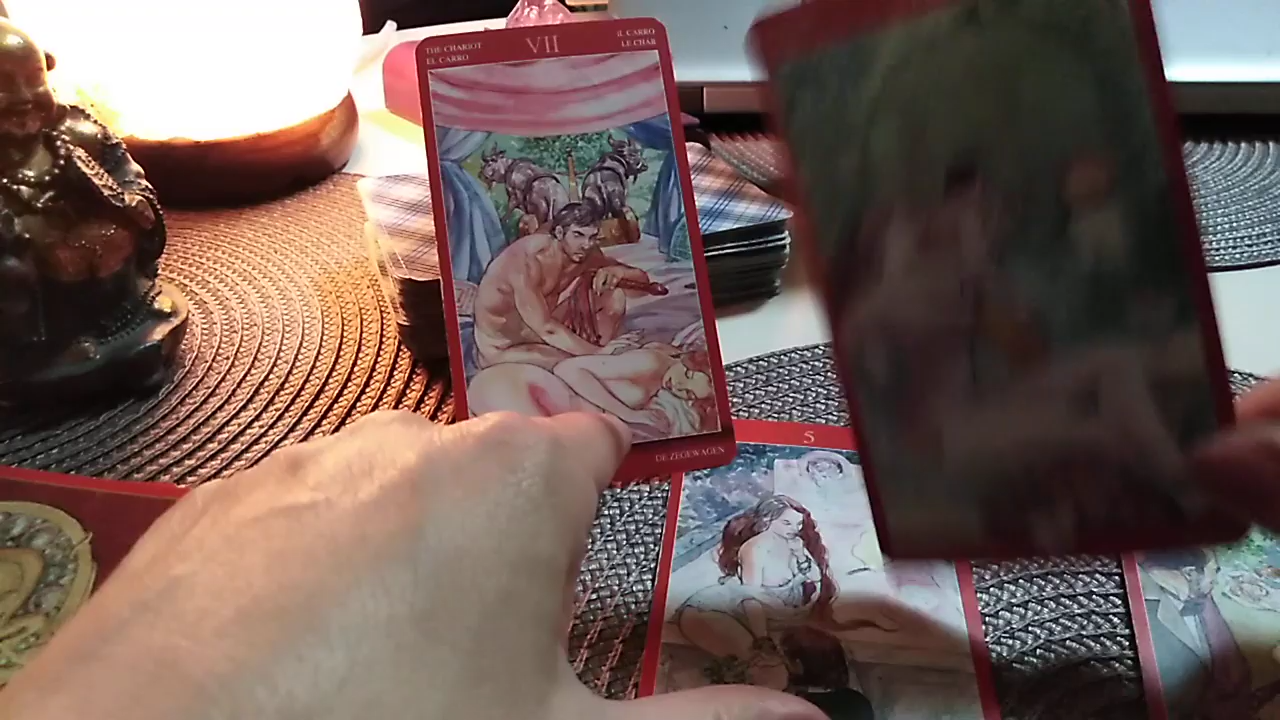 THE CHARIOT
EL CARRO
VII
IL CARRO
LE CHAR
DE ZEGEWAGEN
5